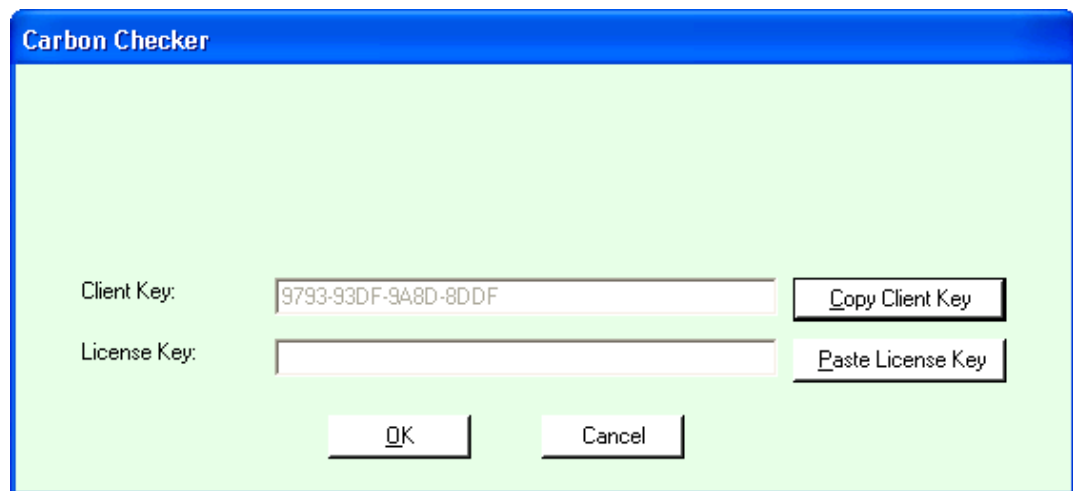 Carbon Checker
Client Key: 9793-93DF-9A8D-8DDF Copy Client Key
License Key: Paste License Key
OK Cancel